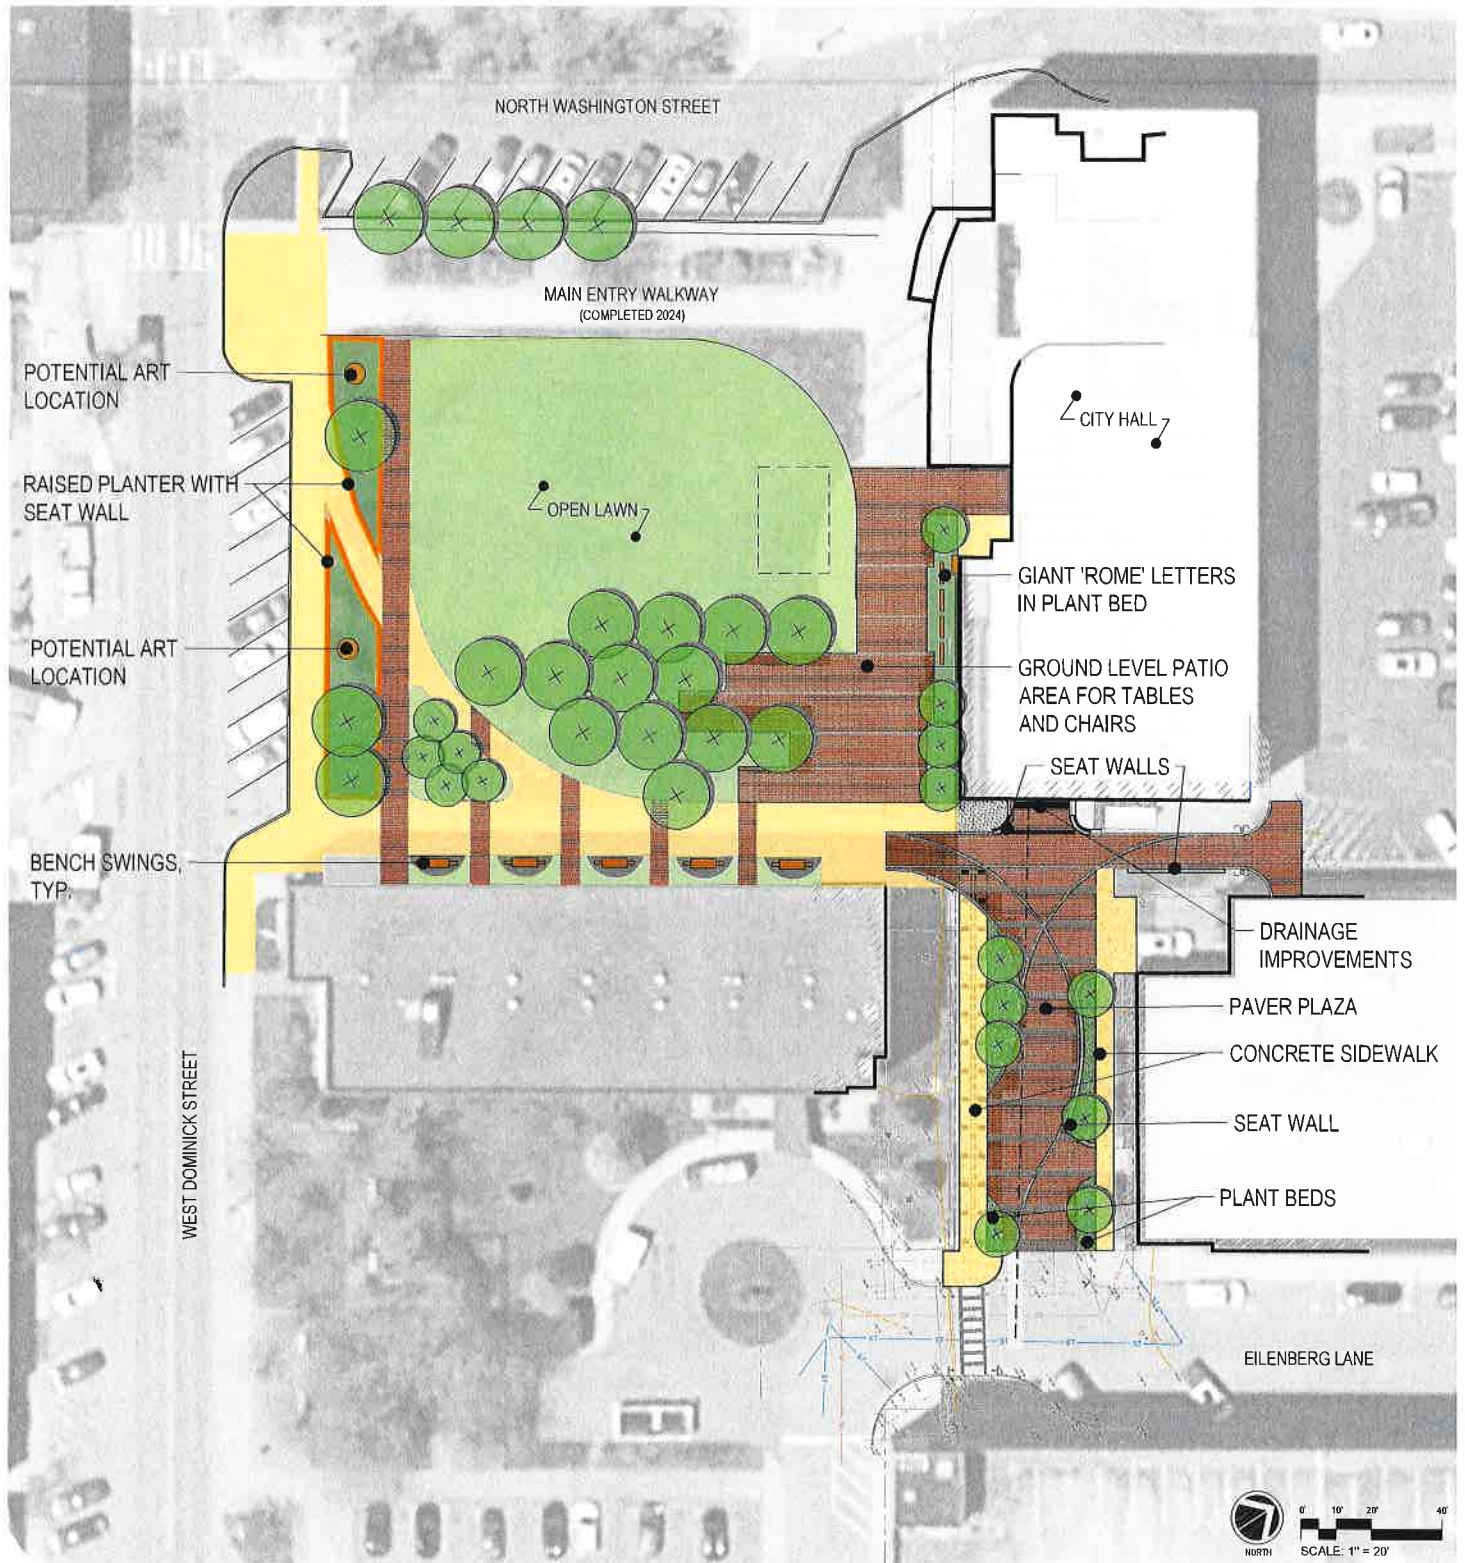 NORTH WASHINGTON STREET
MAIN ENTRY WALKWAY
(COMPLETED 2024)
POTENTIAL ART
LOCATION
CITY HALL
RAISED PLANTER WITH
SEAT WALL
OPEN LAWN
GIANT 'ROME' LETTERS
IN PLANT BED
POTENTIAL ART
LOCATION
GROUND LEVEL PATIO
AREA FOR TABLES
AND CHAIRS
SEAT WALLS
BENCH SWINGS,
TYP.
DRAINAGE
IMPROVEMENTS
PAVER PLAZA
CONCRETE SIDEWALK
WEST DOMINICK STREET
SEAT WALL
PLANT BEDS
EILENBERG LANE
NORTH
0' 10' 20' 40'
SCALE: 1" = 20'